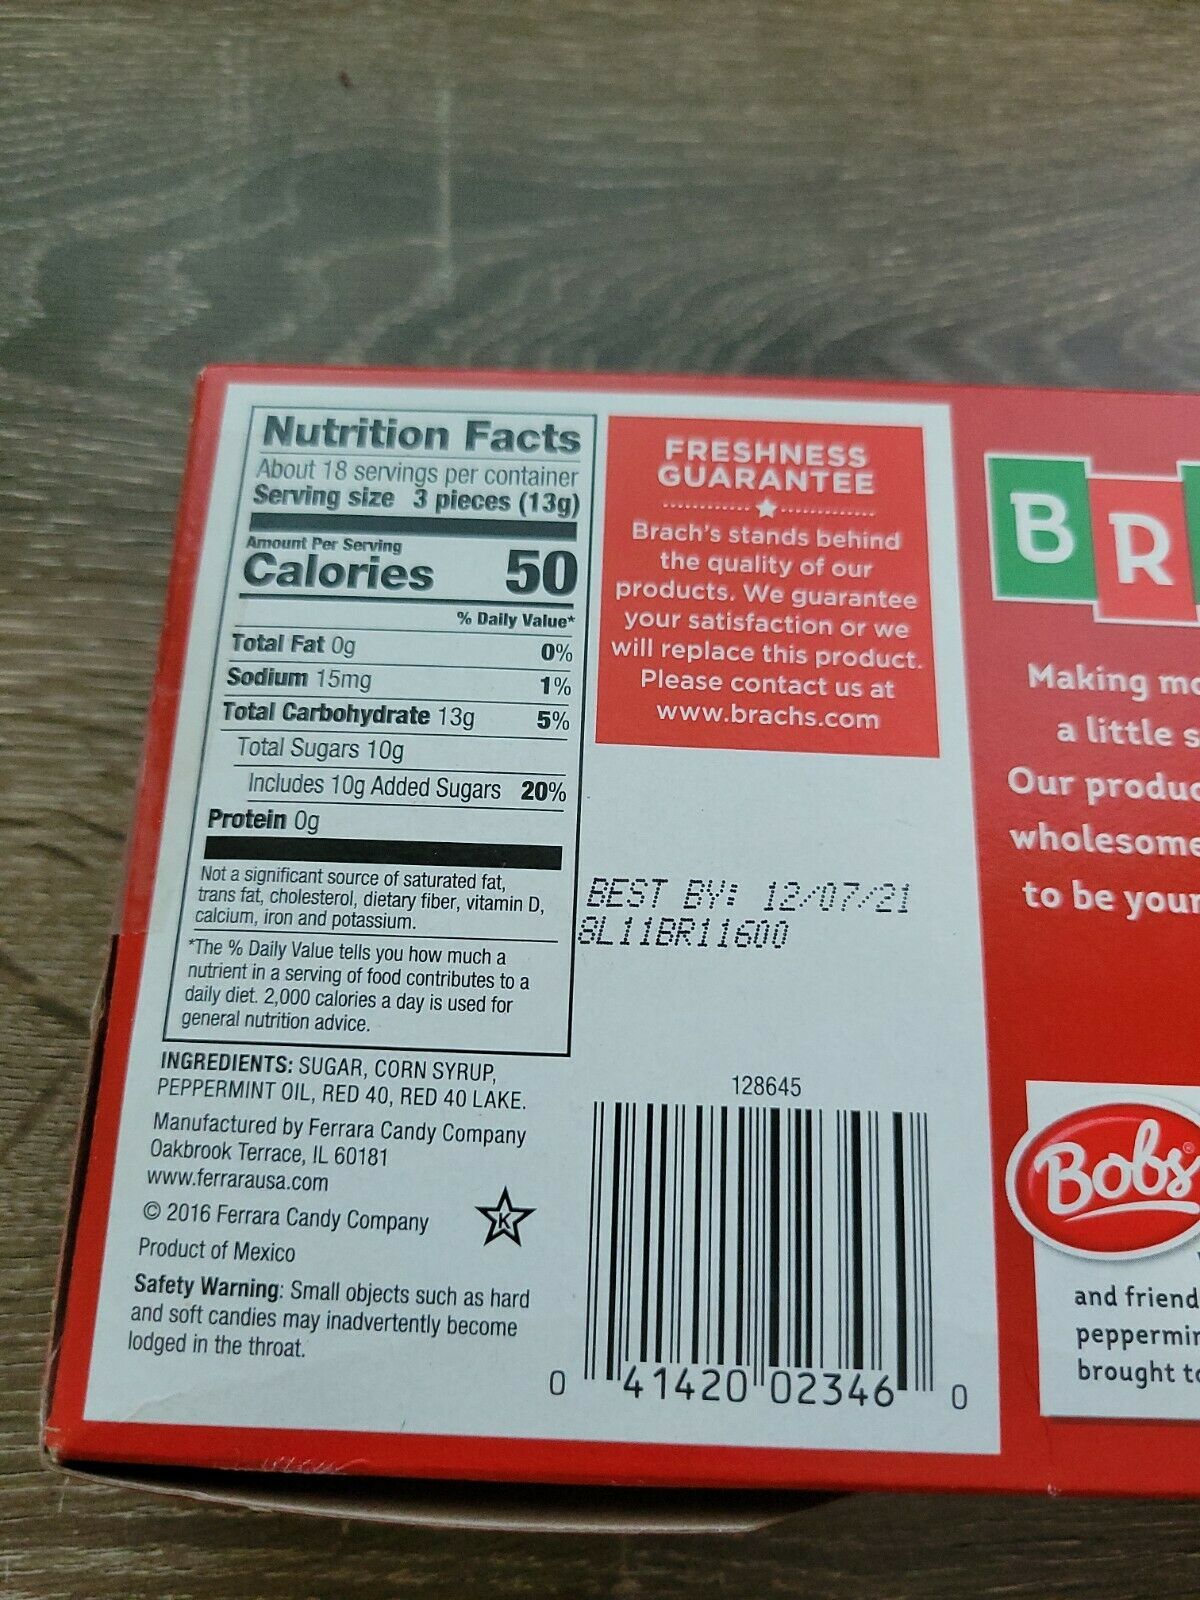 Nutrition Facts
About 18 servings per container
Serving size 3 pieces (13g)
Amount Per Serving
Calories 50
% Daily Value*
Total Fat 0g 0%
Sodium 15mg 1%
Total Carbohydrate 13g 5%
Total Sugars 10g
Includes 10g Added Sugars 20%
Protein 0g
Not a significant source of saturated fat,
trans fat, cholesterol, dietary fiber, vitamin D,
calcium, iron and potassium.
*The % Daily Value tells you how much a
nutrient in a serving of food contributes to a
daily diet. 2,000 calories a day is used for
general nutrition advice.
INGREDIENTS: SUGAR, CORN SYRUP,
PEPPERMINT OIL, RED 40, RED 40 LAKE.
Manufactured by Ferrara Candy Company
Oakbrook Terrace, IL 60181
www.ferrarausa.com
© 2016 Ferrara Candy Company
K
Product of Mexico
Safety Warning: Small objects such as hard
and soft candies may inadvertently become
lodged in the throat.
FRESHNESS
GUARANTEE
Brach's stands behind
the quality of our
products. We guarantee
your satisfaction or we
will replace this product.
Please contact us at
www.brachs.com
BEST BY: 12/07/21
8L11BR11600
128645
0 41420 02346 0
BR
Making
a little
Our
wholesome
to be your
Bobs®
and
brought